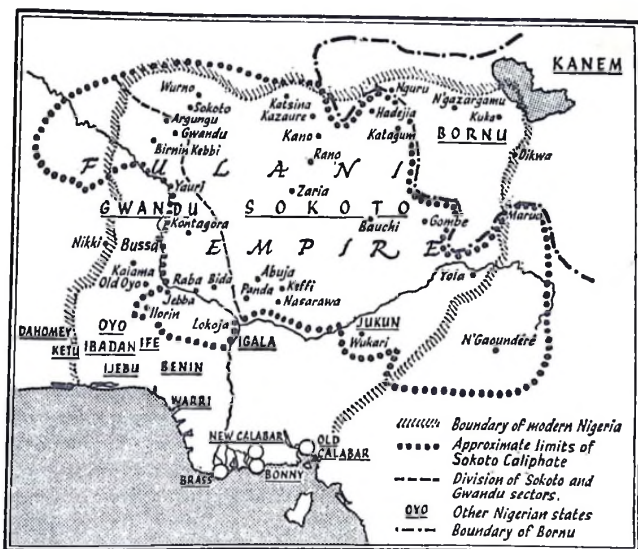 KANEM
Wurno
Sokoto
Argungu
Gwandu
Birnin Kebbi
Katsina
Kazaure
Kano
Rano
Zaria
Nguru
Hadejia
Katagum
N'gazargamu
Kuka
BORNU
Dikwa
FULANI
Yauri
GWANDU SOKOTO
Kontagora
Bauchi
Gombe
Marua
Nikki Bussa
EMPIRE
Kaiama
Old Oyo
Raba Bida
Jebba
Ilorin
Abuja
Panda Keffi
Nasarawa
Yola
Lokoja
JUKUN
Wukari
N'Gaoundere
DAHOMEY
KETU
OYO
IBADAN IFE
IJEBU
BENIN
IGALA
WARRI
NEW CALABAR
OLD CALABAR
BRASS
BONNY
Boundary of modern Nigeria
Approximate limits of
Sokoto Caliphate
Division of Sokoto and
Gwandu sectors.
OYO Other Nigerian states
Boundary of Bornu